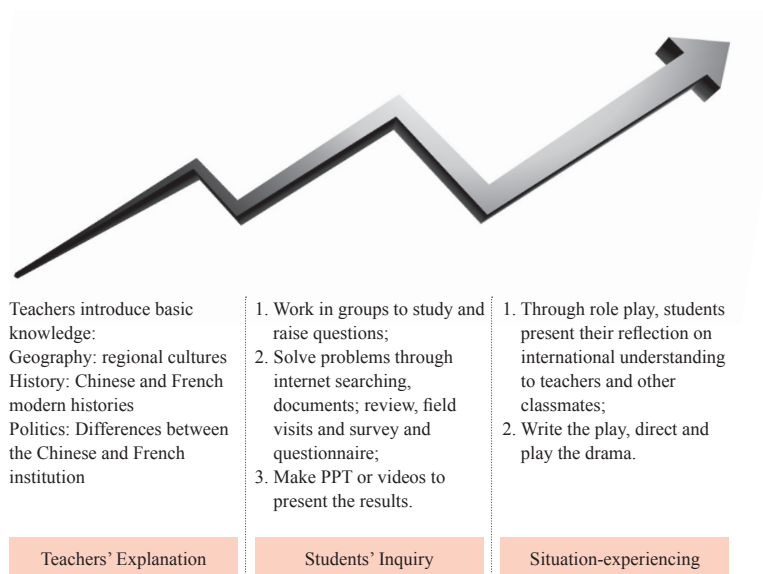 Teachers introduce basic
knowledge:
Geography: regional cultures
History: Chinese and French
modern histories
Politics: Differences between
the Chinese and French
institution
1. Work in groups to study and
raise questions;
2. Solve problems through
internet searching,
documents; review, field
visits and survey and
questionnaire;
3. Make PPT or videos to
present the results.
1. Through role play, students
present their reflection on
international understanding
to teachers and other
classmates;
2. Write the play, direct and
play the drama.
Teachers’ Explanation
Students’ Inquiry
Situation-experiencing